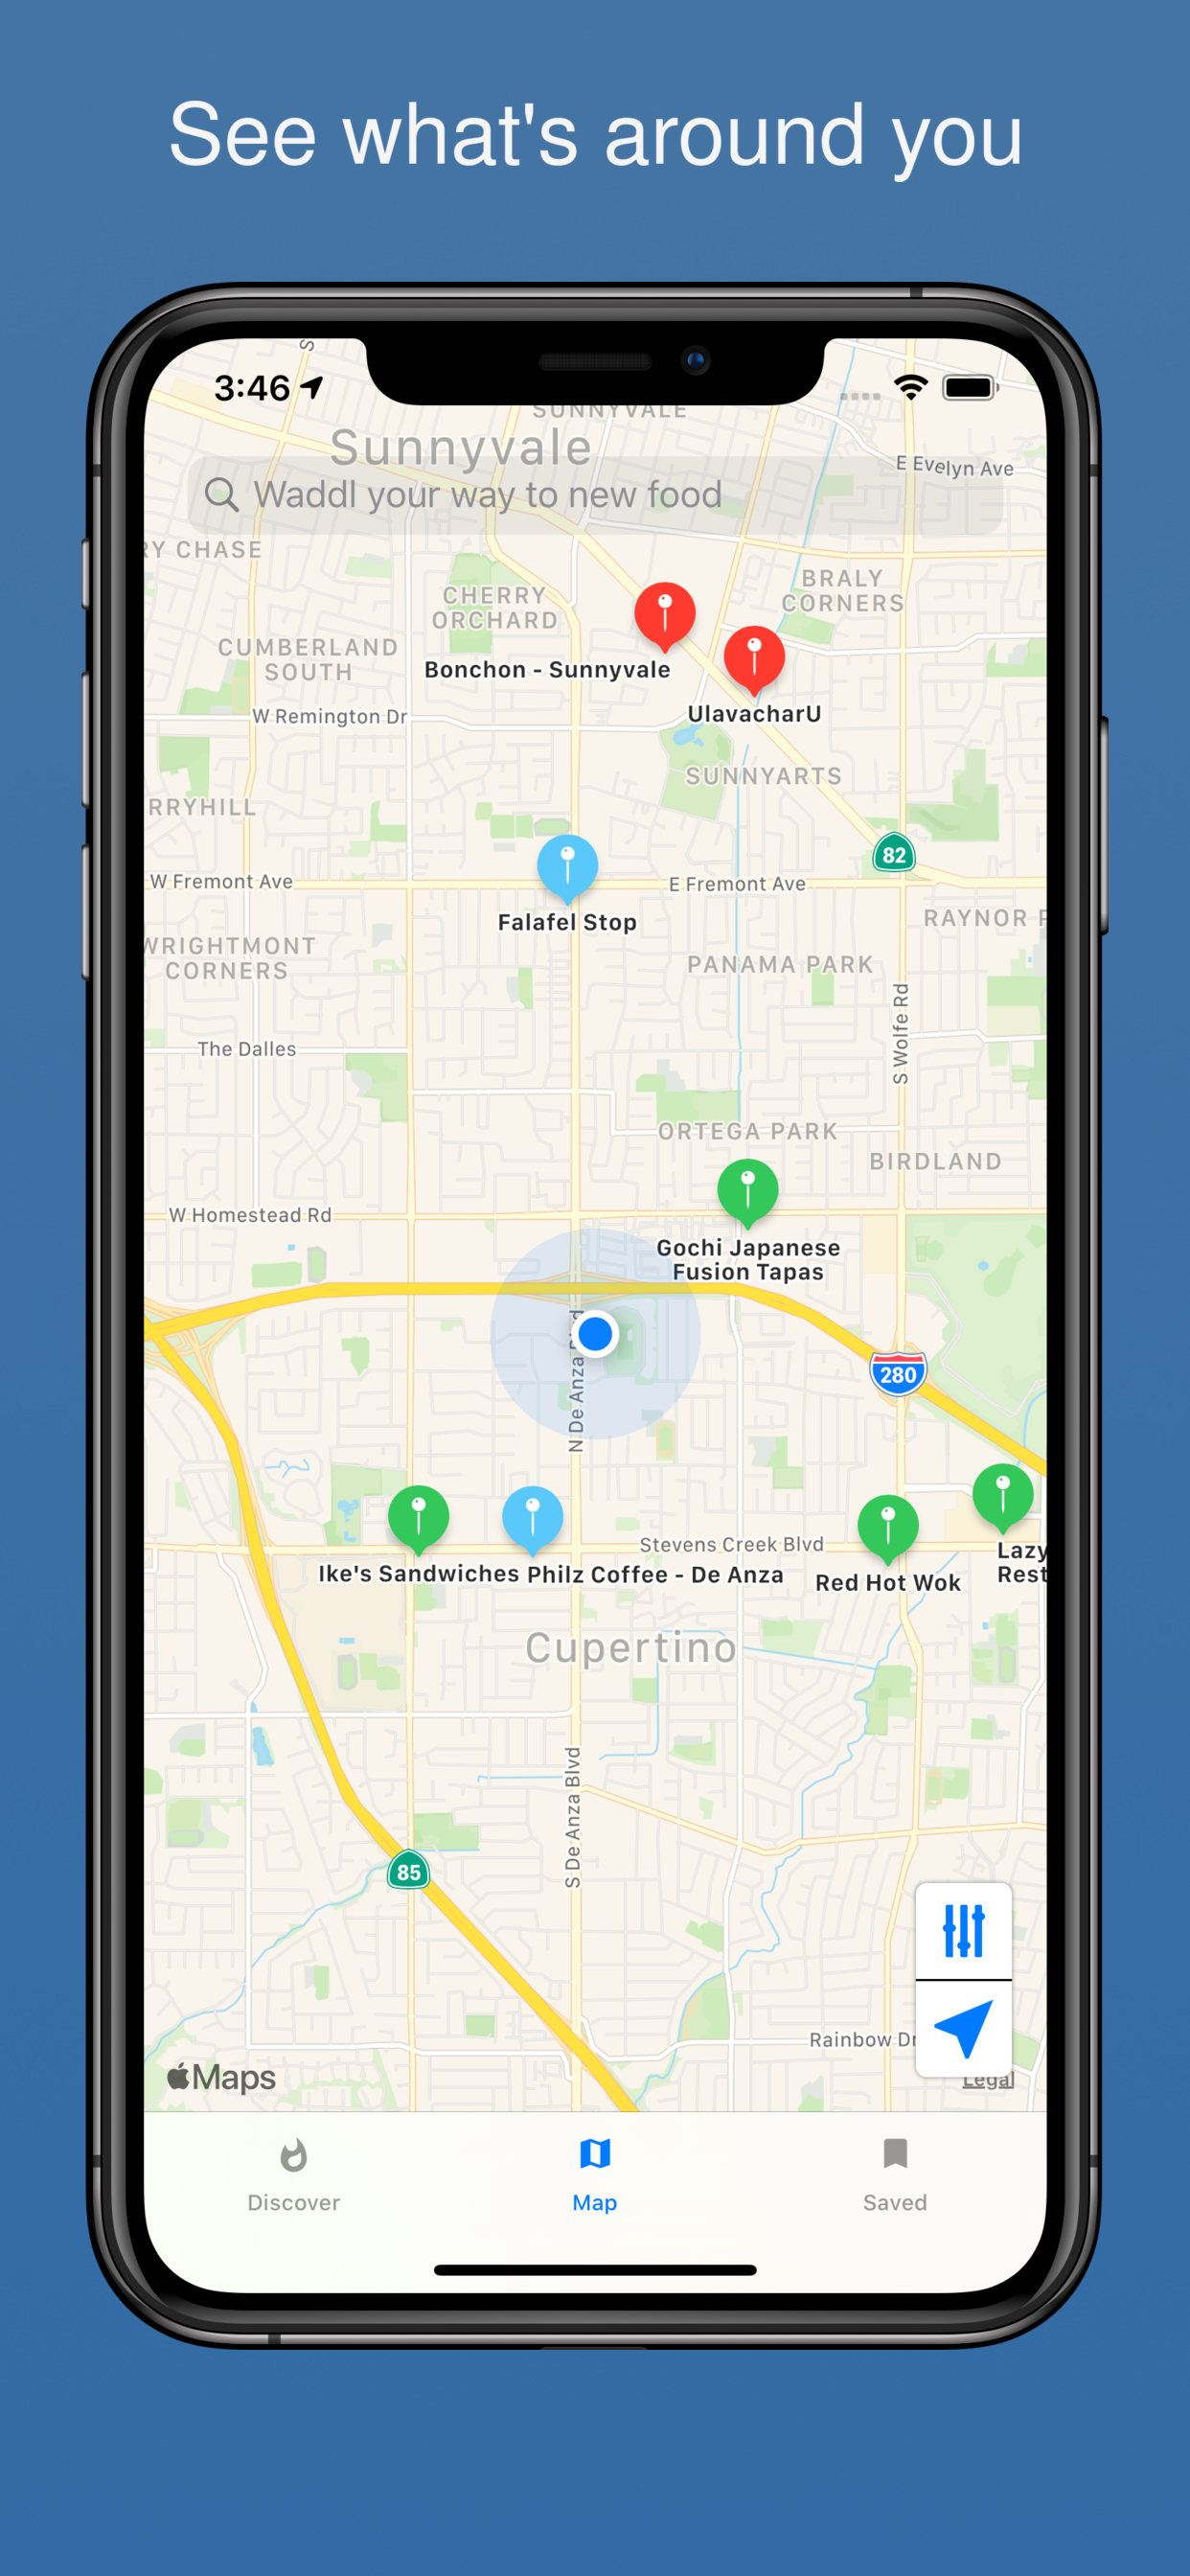 See what's around you
S
3:46
SUNNYVALE
Sunnyvale
E Evelyn Ave
Waddl your way to new food
RY CHASE
BRALY
CORNERS
CHERRY
ORCHARD
CUMBERLAND
SOUTH
Bonchon - Sunnyvale
W Remington Dr
UlavacharU
SUNNYARTS
RRYHILL
82
W Fremont Ave
E Fremont Ave
Falafel Stop
RAYNOR P
WRIGHTMONT
CORNERS
PANAMA PARK
S Wolfe Rd
The Dalles
ORTEGA PARK
BIRDLAND
W Homestead Rd
Gochi Japanese
Fusion Tapas
N De Anza Blvd
280
Stevens Creek Blvd
Ike's Sandwiches
Philz Coffee - De Anza
Red Hot Wok
Lazy
Rest
Cupertino
S De Anza Blvd
85
Rainbow Dr
Maps
Legal
Discover
Map
Saved